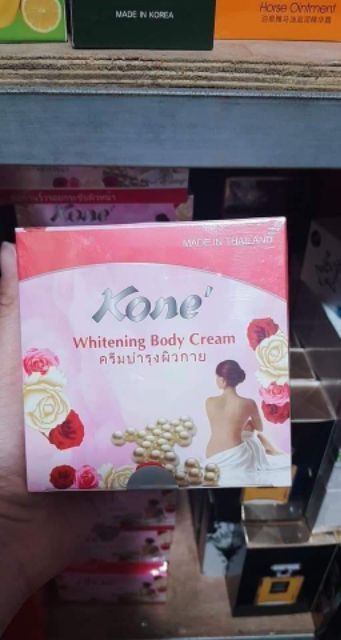 MADE IN KOREA
Horse Ointment
MADE IN THAILAND
Kone'
Whitening Body Cream
ครีมบำรุงผิวกาย
Kone